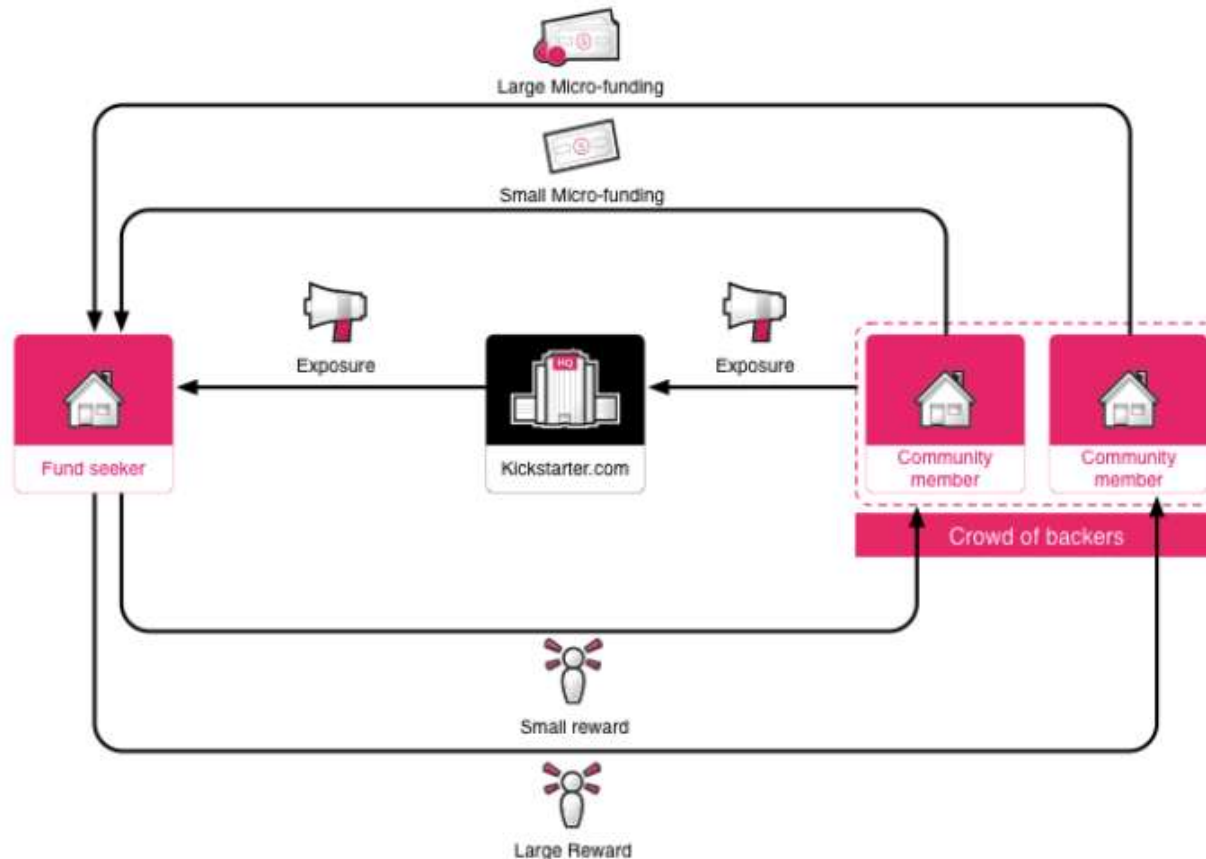 Large Micro-funding
Small Micro-funding
Exposure
Exposure
HQ
Fund seeker
Kickstarter.com
Community
member
Community
member
Crowd of backers
Small reward
Large Reward